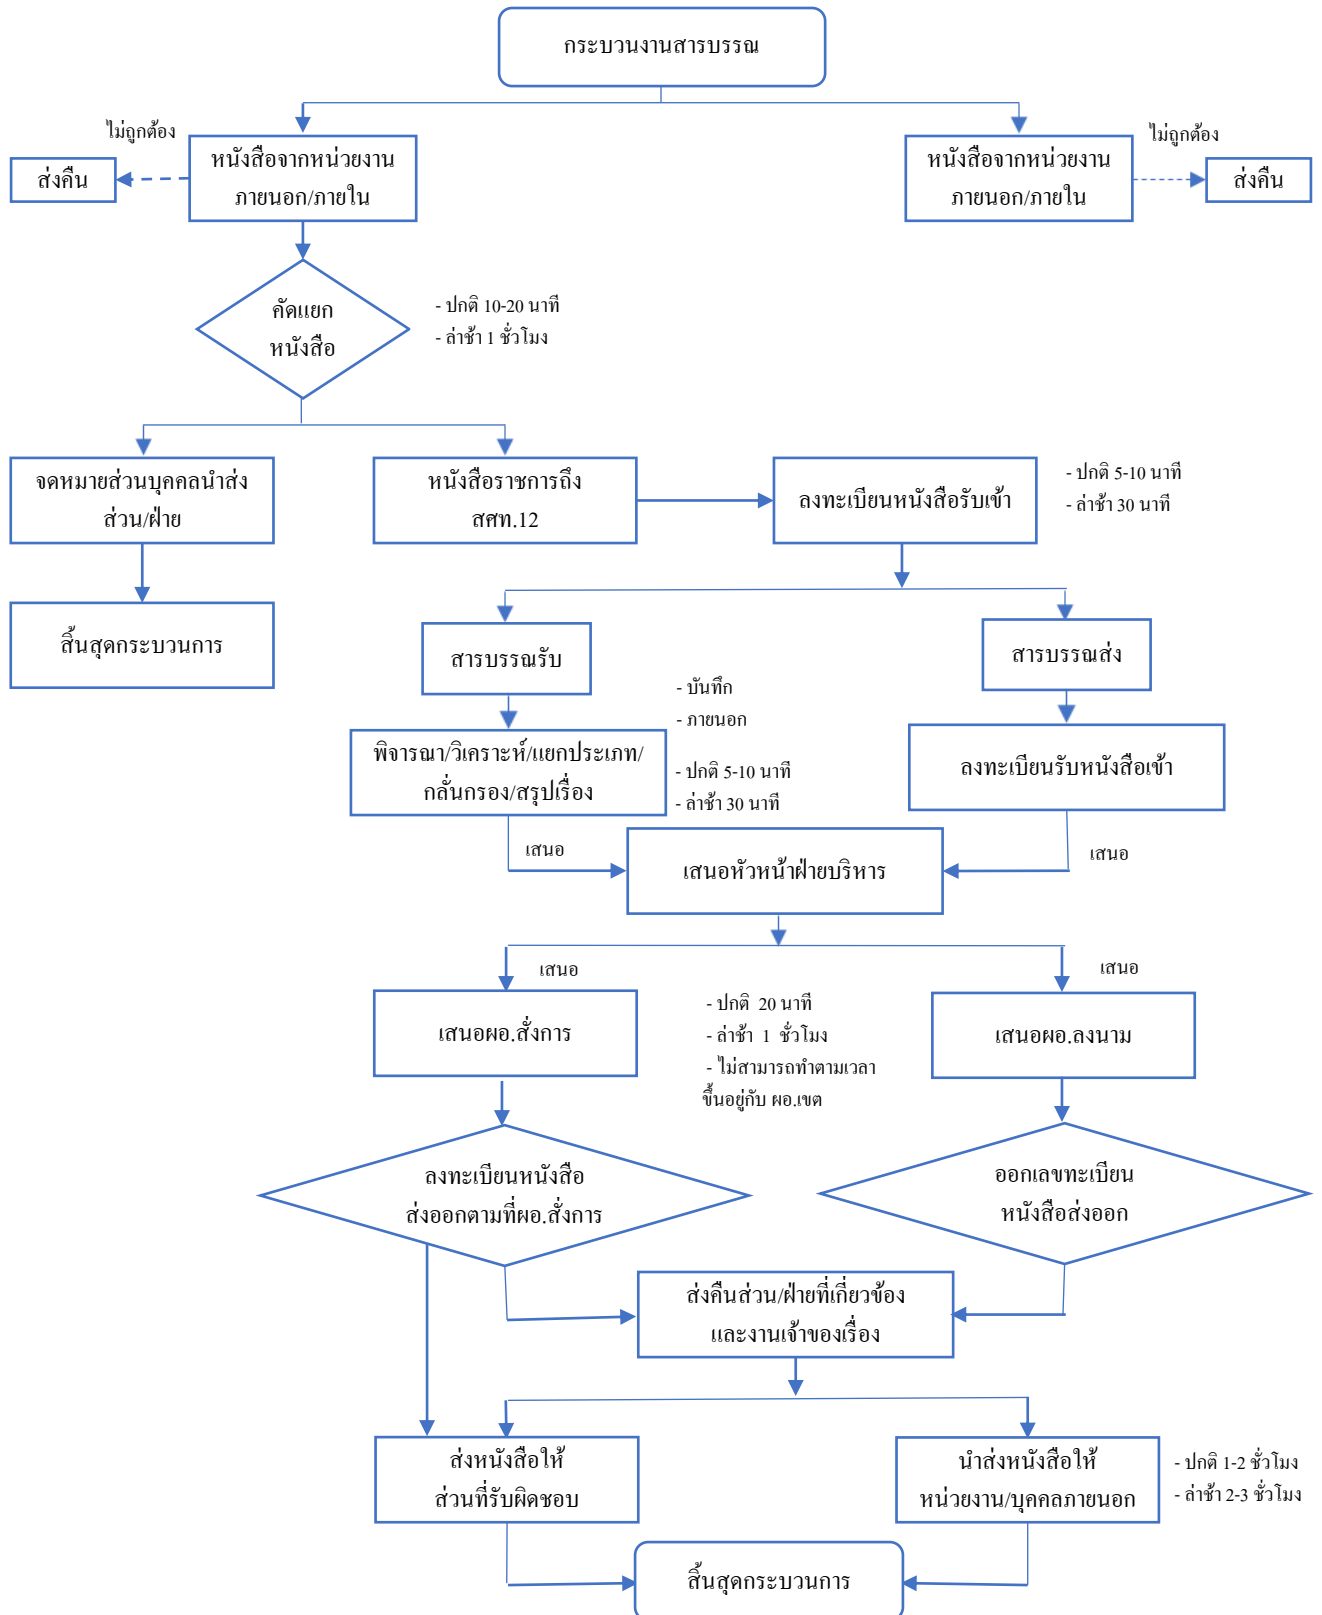 กระบวนงานสารบรรณ
ไม่ถูกต้อง
ส่งคืน
หนังสือจากหน่วยงาน
ภายนอก/ภายใน
หนังสือจากหน่วยงาน
ภายนอก/ภายใน
ไม่ถูกต้อง
ส่งคืน
คัดแยก
หนังสือ
- ปกติ 10-20 นาที
- ล่าช้า 1 ชั่วโมง
จดหมายส่วนบุคคลนำส่ง
ส่วน/ฝ่าย
หนังสือราชการถึง
สศท.12
ลงทะเบียนหนังสือรับเข้า
- ปกติ 5-10 นาที
- ล่าช้า 30 นาที
สิ้นสุดกระบวนการ
สารบรรณรับ
สารบรรณส่ง
- บันทึก
- ภายนอก
พิจารณา/วิเคราะห์/แยกประเภท/
กลั่นกรอง/สรุปเรื่อง
- ปกติ 5-10 นาที
- ล่าช้า 30 นาที
ลงทะเบียนรับหนังสือเข้า
เสนอ
เสนอหัวหน้าฝ่ายบริหาร
เสนอ
เสนอ
เสนอ
เสนอผอ.สั่งการ
- ปกติ 20 นาที
- ล่าช้า 1 ชั่วโมง
- ไม่สามารถทำตามเวลา
ขึ้นอยู่กับ ผอ.เขต
เสนอผอ.ลงนาม
ลงทะเบียนหนังสือ
ส่งออกตามที่ผอ.สั่งการ
ออกเลขทะเบียน
หนังสือส่งออก
ส่งคืนส่วน/ฝ่ายที่เกี่ยวข้อง
และงานเจ้าของเรื่อง
ส่งหนังสือให้
ส่วนที่รับผิดชอบ
นำส่งหนังสือให้
หน่วยงาน/บุคคลภายนอก
- ปกติ 1-2 ชั่วโมง
- ล่าช้า 2-3 ชั่วโมง
สิ้นสุดกระบวนการ